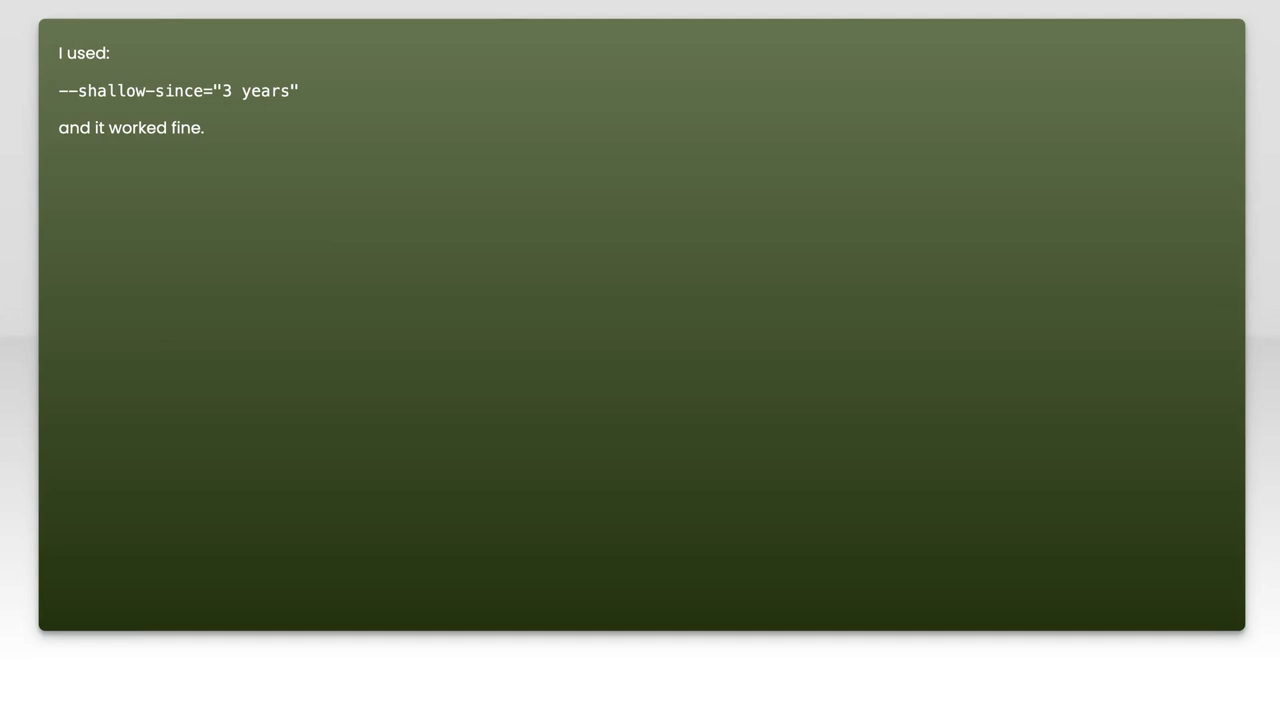 I used:
--shallow-since="3 years"
and it worked fine.